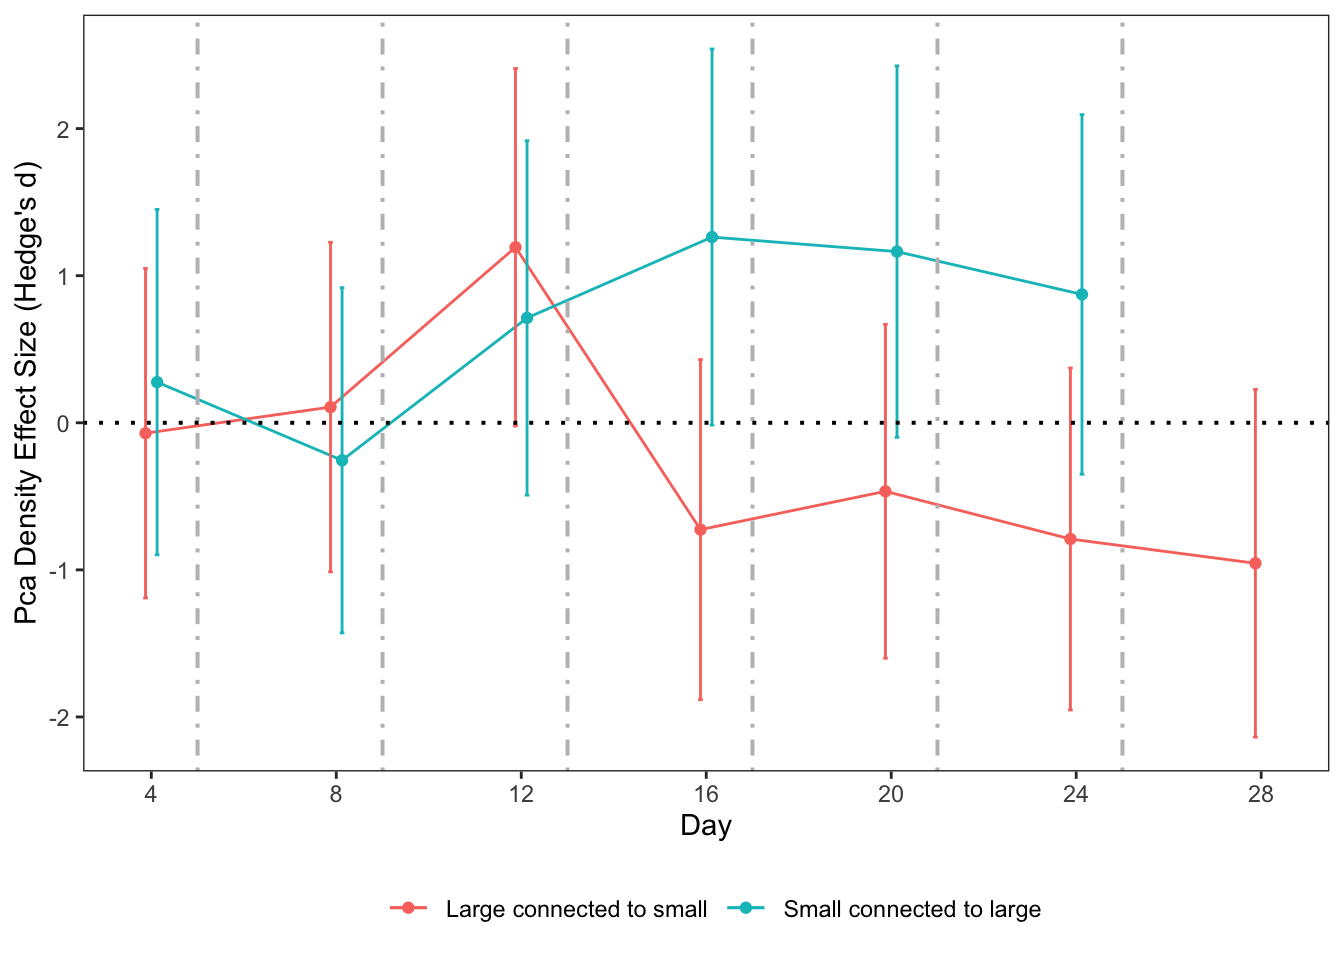 Pca Density Effect Size (Hedge's d)
2
1
0
-1
-2
4 8 12 16 20 24 28
Day
Large connected to small Small connected to large